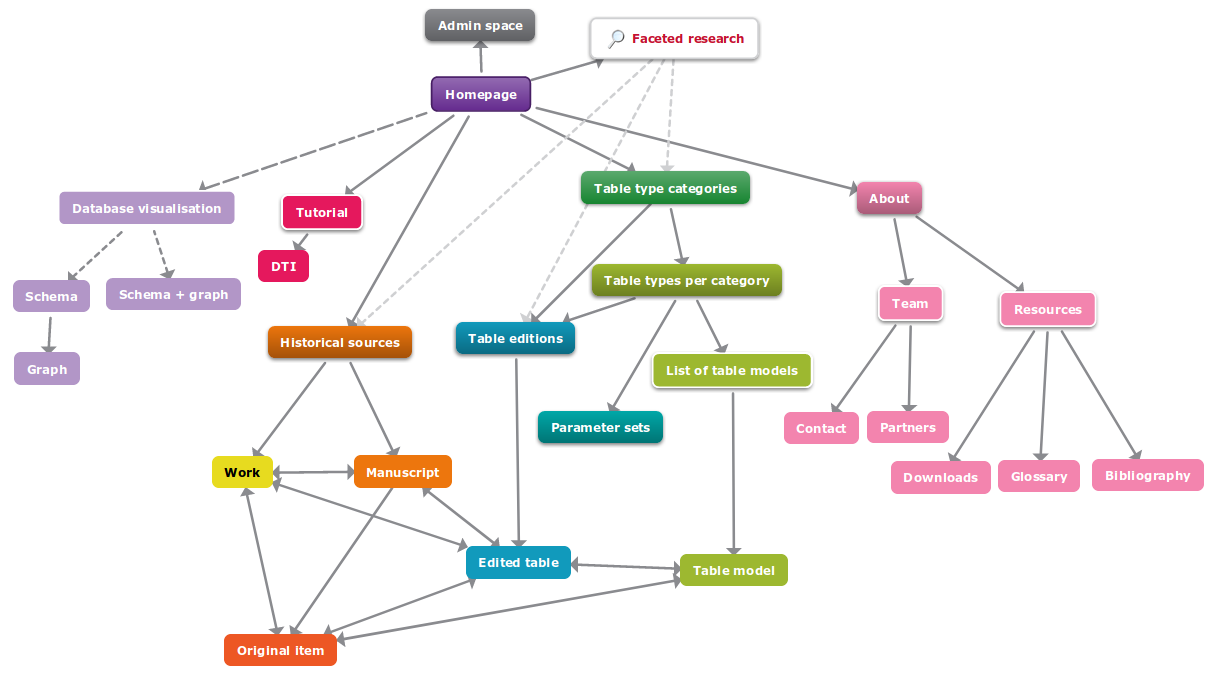 Admin space
Faceted research
Homepage
Table type categories
Database visualisation
Tutorial
About
DTI
Table types per category
Schema
Schema + graph
Team
Resources
Historical sources
Table editions
Graph
List of table models
Parameter sets
Contact
Partners
Work
Manuscript
Downloads
Glossary
Bibliography
Edited table
Table model
Original item